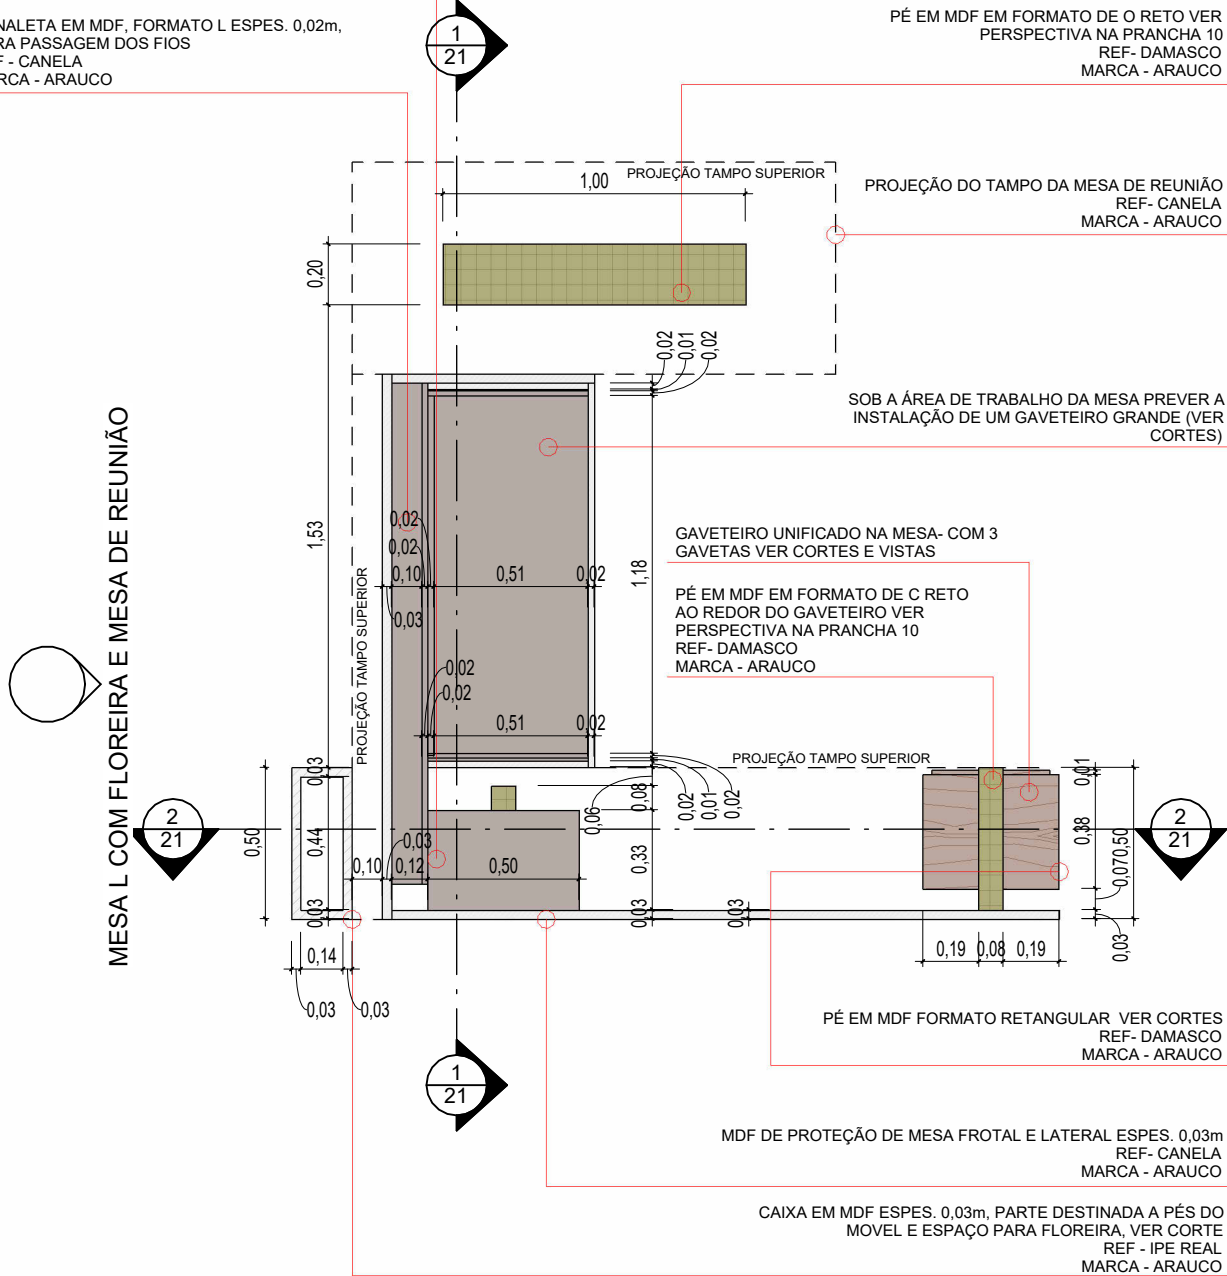 NALETA EM MDF, FORMATO L ESPES. 0,02m,
RA PASSAGEM DOS FIOS
F - CANELA
RCA - ARAUCO
1
21
PÉ EM MDF EM FORMATO DE O RETO VER
PERSPECTIVA NA PRANCHA 10
REF- DAMASCO
MARCA - ARAUCO
PROJEÇÃO TAMPO SUPERIOR
1,00
PROJEÇÃO DO TAMPO DA MESA DE REUNIÃO
REF- CANELA
MARCA - ARAUCO
0,20
0,02
0,01
0,02
SOB A ÁREA DE TRABALHO DA MESA PREVER A
INSTALAÇÃO DE UM GAVETEIRO GRANDE (VER
CORTES)
MESA L COM FLOREIRA E MESA DE REUNIÃO
1,53
0,02
0,02
0,10
0,51
0,02
0,03
1,18
PROJEÇÃO TAMPO SUPERIOR
GAVETEIRO UNIFICADO NA MESA- COM 3
GAVETAS VER CORTES E VISTAS
PÉ EM MDF EM FORMATO DE C RETO
AO REDOR DO GAVETEIRO VER
PERSPECTIVA NA PRANCHA 10
REF- DAMASCO
MARCA - ARAUCO
0,02
0,02
0,51
0,02
PROJEÇÃO TAMPO SUPERIOR
0,03
0,44
0,03
0,50
2
21
0,10
0,12
0,03
0,50
0,06
0,08
0,02
0,01
0,02
0,33
0,03
0,03
0,01
0,38
0,07
0,50
0,03
2
21
0,14
0,03
0,03
0,19
0,08
0,19
1
21
PÉ EM MDF FORMATO RETANGULAR VER CORTES
REF- DAMASCO
MARCA - ARAUCO
MDF DE PROTEÇÃO DE MESA FROTAL E LATERAL ESPES. 0,03m
REF- CANELA
MARCA - ARAUCO
CAIXA EM MDF ESPES. 0,03m, PARTE DESTINADA A PÉS DO
MOVEL E ESPAÇO PARA FLOREIRA, VER CORTE
REF - IPE REAL
MARCA - ARAUCO